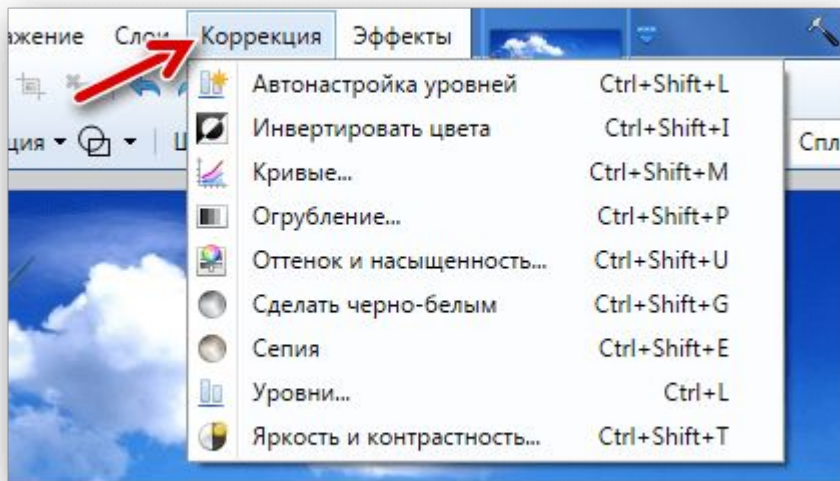 ажение Слои Коррекция Эффекты
ция Ш Спл
Автонастройка уровней Ctrl+Shift+L
Инвертировать цвета Ctrl+Shift+I
Кривые... Ctrl+Shift+M
Огрубление... Ctrl+Shift+P
Оттенок и насыщенность... Ctrl+Shift+U
Сделать черно-белым Ctrl+Shift+G
Сепия Ctrl+Shift+E
Уровни... Ctrl+L
Яркость и контрастность... Ctrl+Shift+T